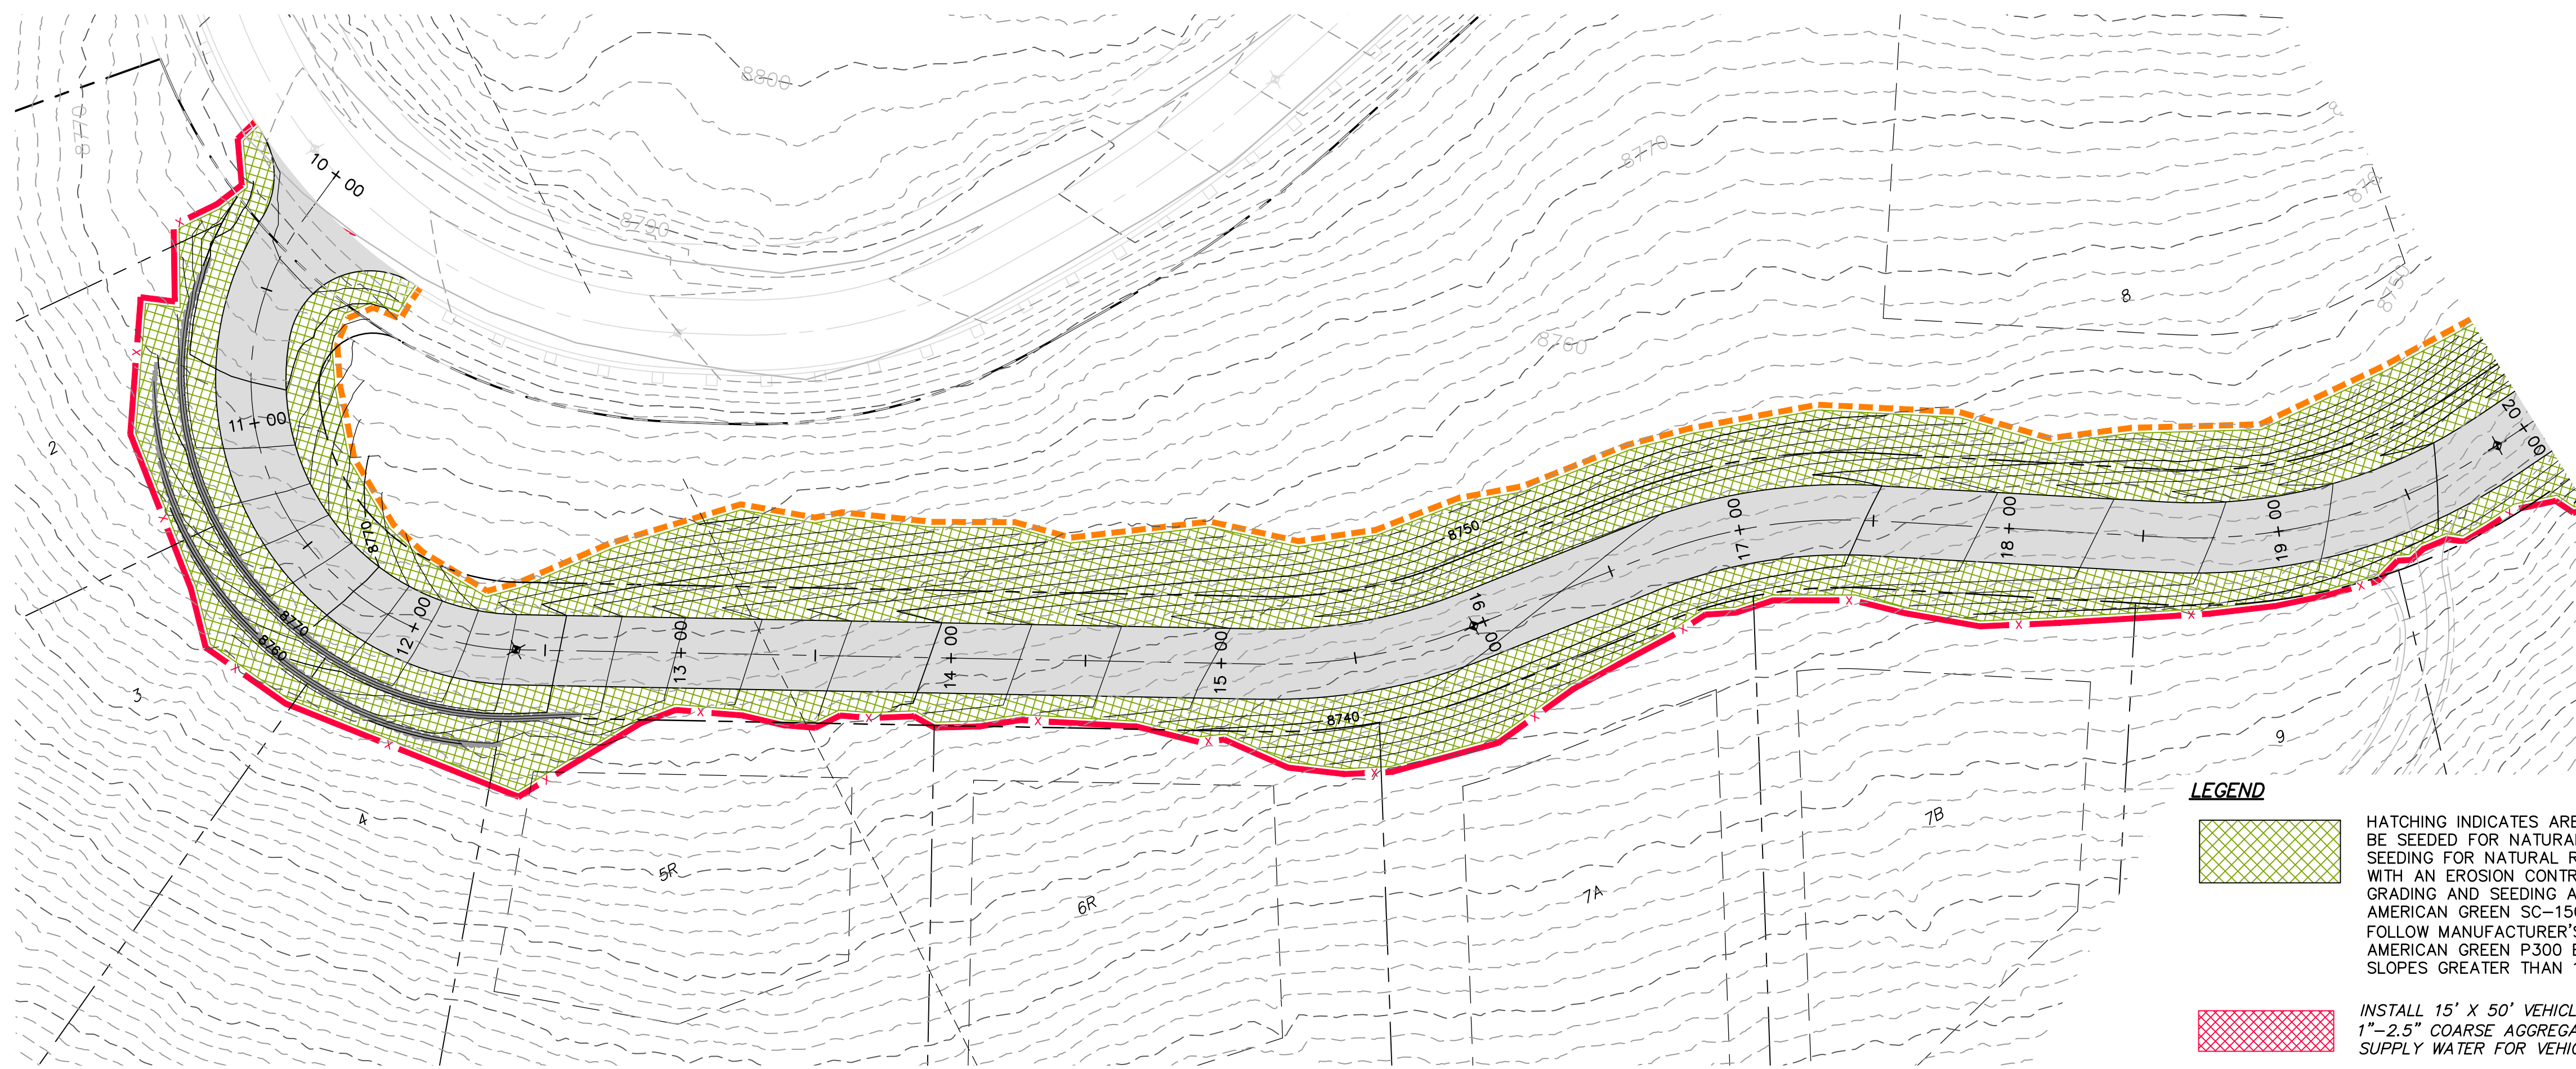 8800
8770
10 + 00
8790
8770
870
8750
8
8760
11 + 00
2
20 + 00
8750
17 + 00
18 + 00
19 + 00
8770
12 + 00
8770
8760
13 + 00
14 + 00
15 + 00
16 + 00
8740
3
4
5R
6R
7A
7B
9
LEGEND
HATCHING INDICATES ARE
BE SEEDED FOR NATURAL
SEEDING FOR NATURAL R
WITH AN EROSION CONTR
GRADING AND SEEDING A
AMERICAN GREEN SC-150
FOLLOW MANUFACTURER'S
AMERICAN GREEN P300 E
SLOPES GREATER THAN
INSTALL 15' X 50' VEHICL
1"-2.5" COARSE AGGREGA
SUPPLY WATER FOR VEHIC